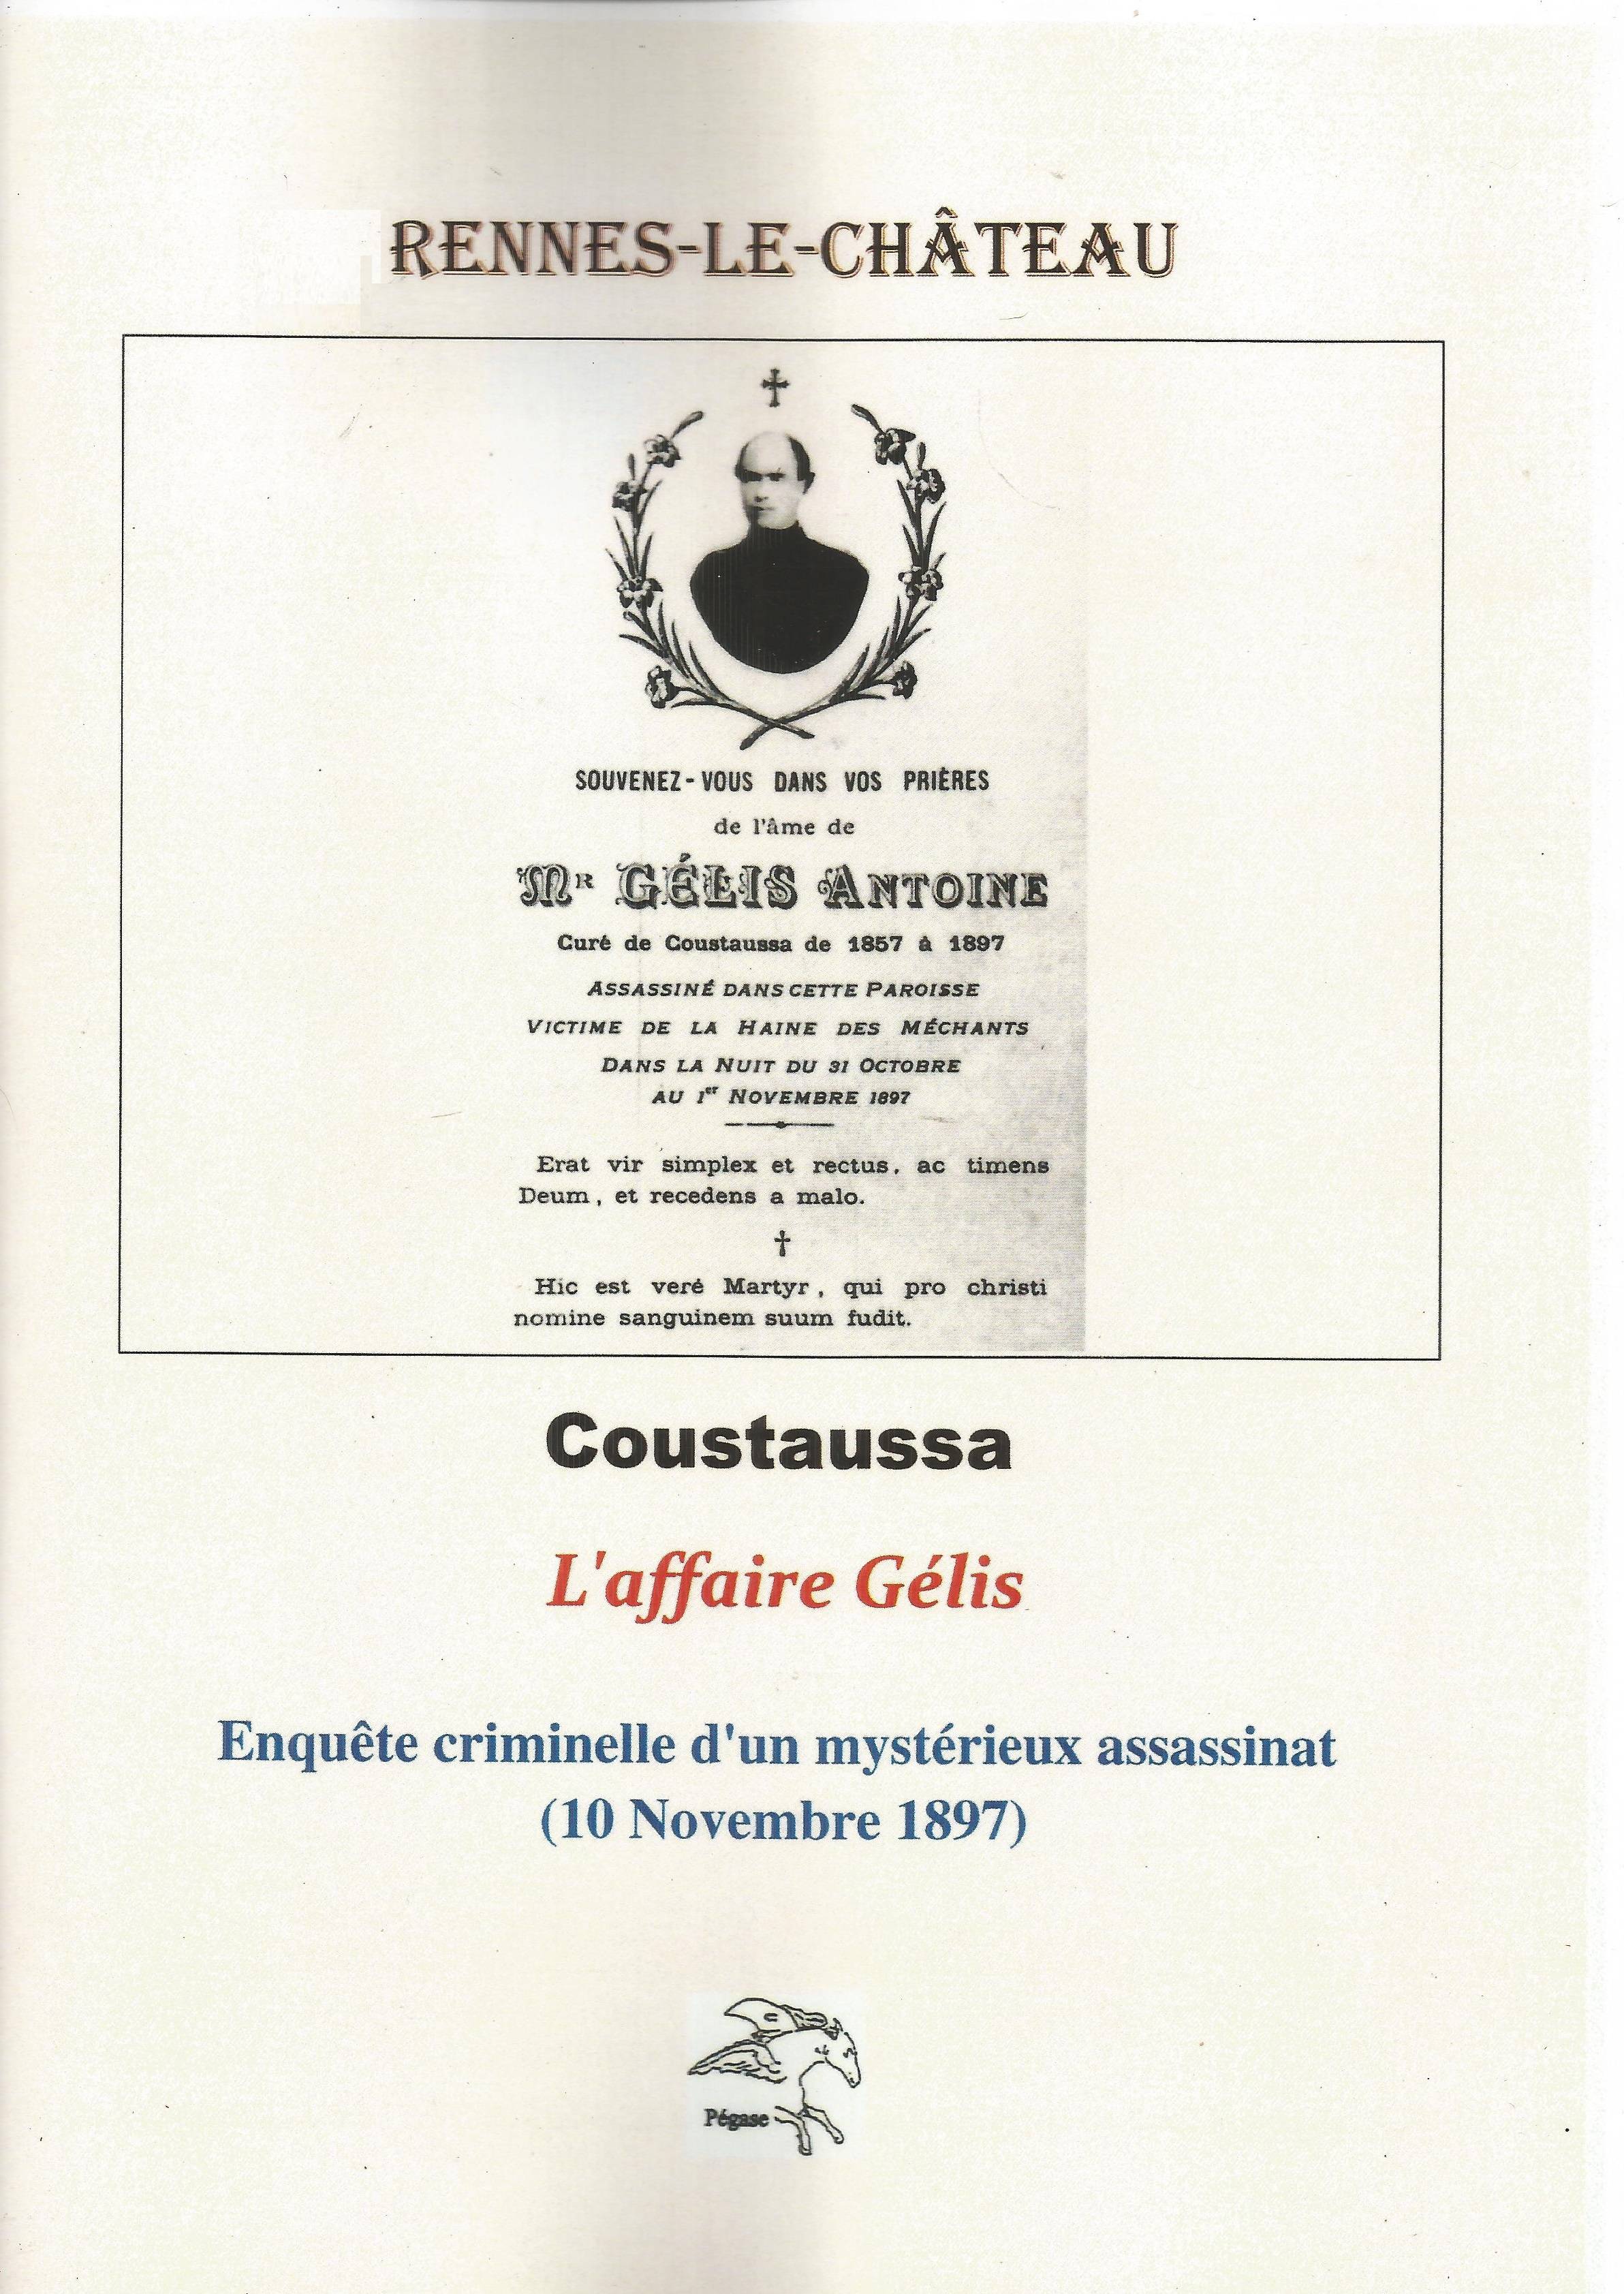 RENNES-LE-CHÂTEAU
SOUVENEZ-VOUS DANS VOS PRIÈRES
de l'âme de
MR GÉLIS ANTOINE
Curé de Coustaussa de 1857 à 1897
ASSASSINÉ DANS CETTE PAROISSE
VICTIME DE LA HAINE DES MÉCHANTS
DANS LA NUIT DU 31 OCTOBRE
AU 1er NOVEMBRE 1897
Erat vir simplex et rectus, ac timens
Deum, et recedens a malo.
Hic est veré Martyr, qui pro christi
nomine sanguinem suum fudit.
Coustaussa
L'affaire Gélis
Enquête criminelle d'un mystérieux assassinat
(10 Novembre 1897)
Pégase